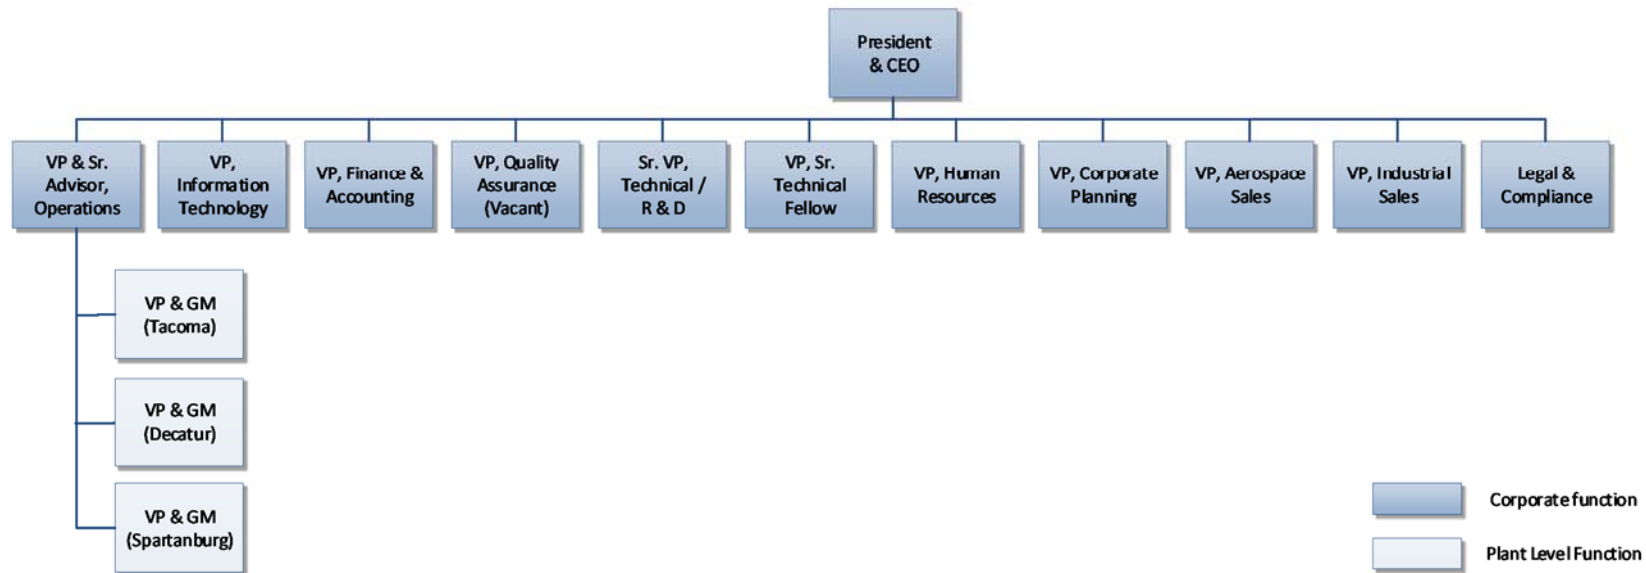 President
& CEO
VP & Sr.
Advisor,
Operations
VP,
Information
Technology
VP, Finance &
Accounting
VP, Quality
Assurance
(Vacant)
Sr. VP,
Technical /
R & D
VP, Sr.
Technical
Fellow
VP, Human
Resources
VP, Corporate
Planning
VP, Aerospace
Sales
VP, Industrial
Sales
Legal &
Compliance
VP & GM
(Tacoma)
VP & GM
(Decatur)
VP & GM
(Spartanburg)
Corporate function
Plant Level Function